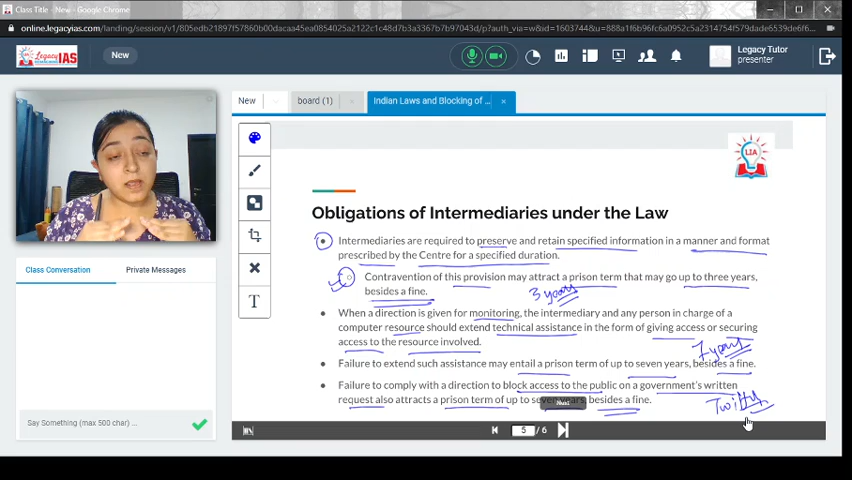 Class Title - New - Google Chrome
online.legacyias.com/landing/session/v1/805edb21897f57860b00dacaa45ea0854025a2122c1c48d7b3a3367b7b97043d/p?auth_via=w&id=1603744&u=888a1f6b96fc6a0952c5a2314754f579dade6539de6f...
Legacy IAS
New
Legacy Tutor
presenter
New
board (1)
Indian Laws and Blocking of ...
LIA
Obligations of Intermediaries under the Law
Intermediaries are required to preserve and retain specified information in a manner and format
prescribed by the Centre for a specified duration.
Contravention of this provision may attract a prison term that may go up to three years,
besides a fine.
3 years
When a direction is given for monitoring, the intermediary and any person in charge of a
computer resource should extend technical assistance in the form of giving access or securing
access to the resource involved.
7 years
Failure to extend such assistance may entail a prison term of up to seven years, besides a fine.
Failure to comply with a direction to block access to the public on a government's written
request also attracts a prison term of up to seven years, besides a fine.
Next
Class Conversation
Private Messages
Say Something (max 500 char) ...
5 / 6
T